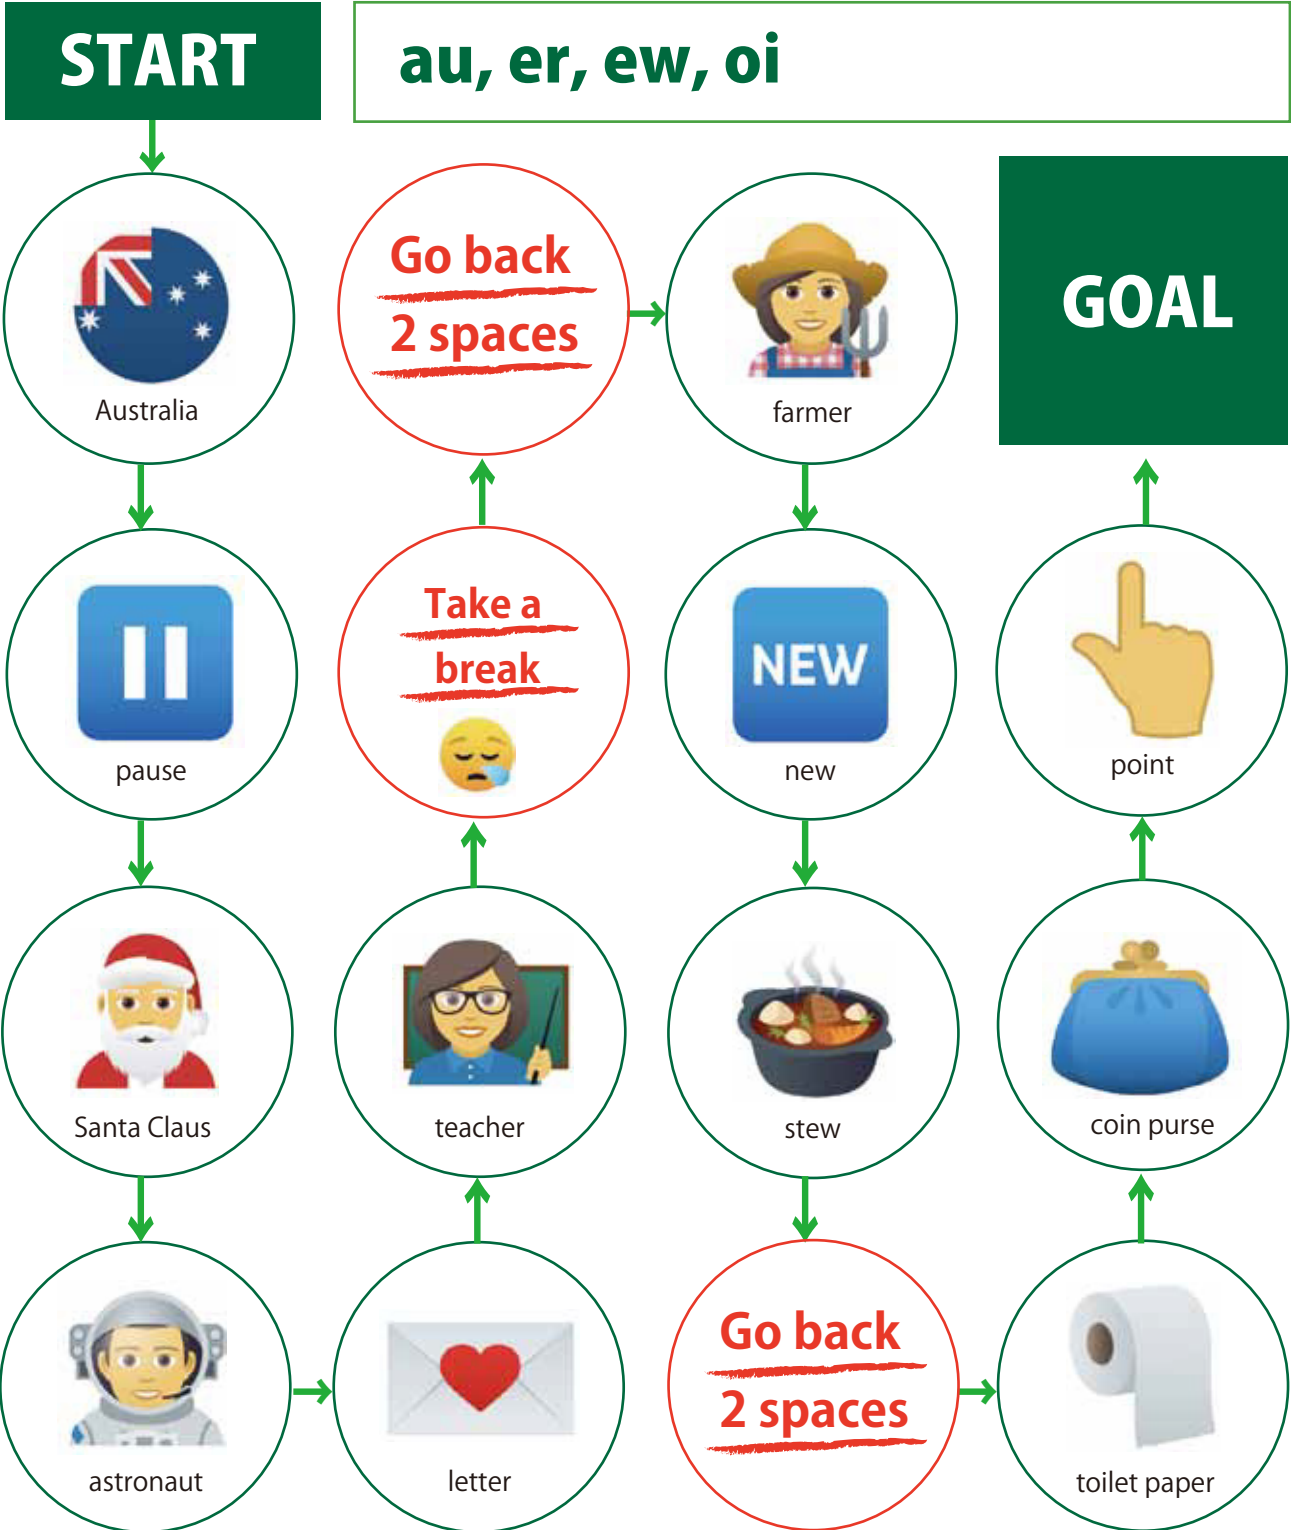 START
au, er, ew, oi
Australia
pause
Santa Claus
astronaut
letter
teacher
Take a
break
Go back
2 spaces
farmer
NEW
new
stew
Go back
2 spaces
toilet paper
coin purse
point
GOAL